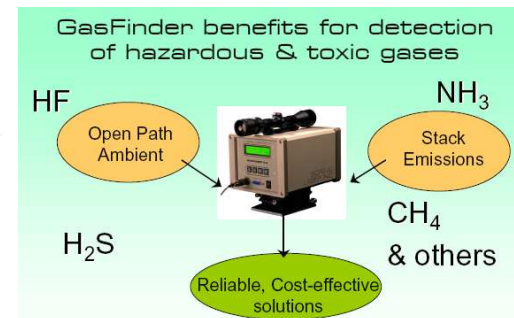 GasFinder benefits for detection
of hazardous & toxic gases
HF
NH₃
Open Path
Ambient
Stack
Emissions
H₂S
CH₄
& others
Reliable, Cost-effective
solutions